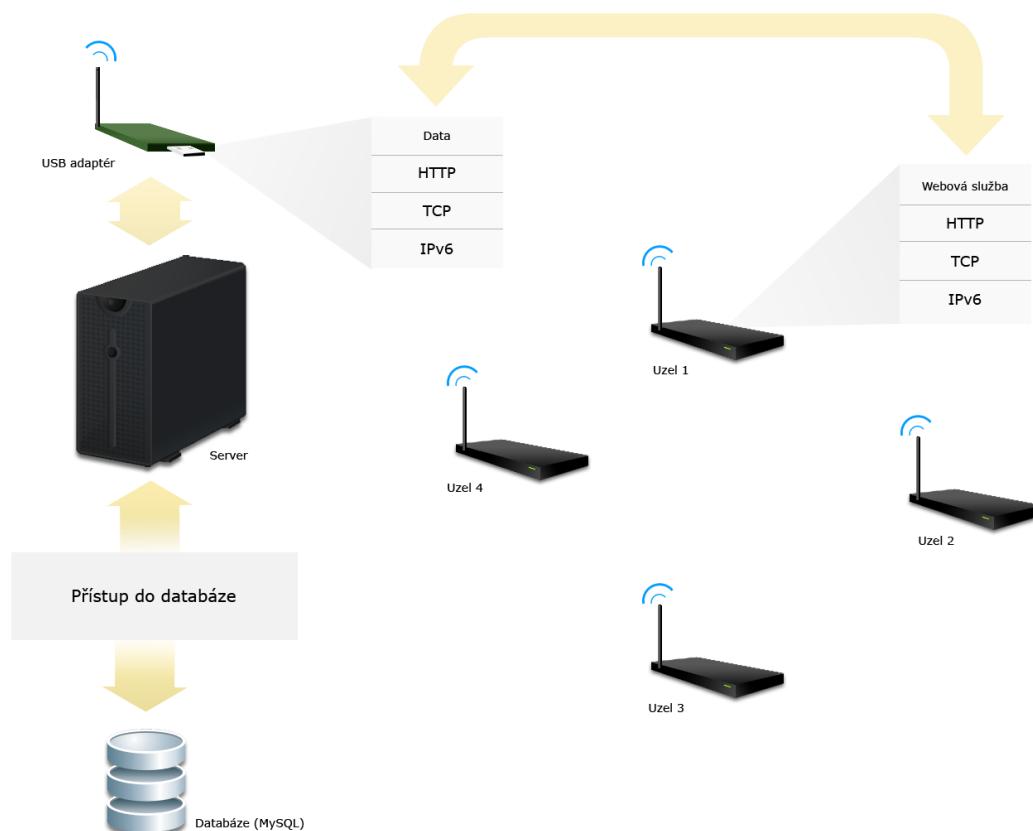 USB adaptér
Data
HTTP
TCP
IPv6
Webová služba
HTTP
TCP
IPv6
Uzel 1
Server
Uzel 4
Uzel 2
Přístup do databáze
Uzel 3
Databáze (MySQL)